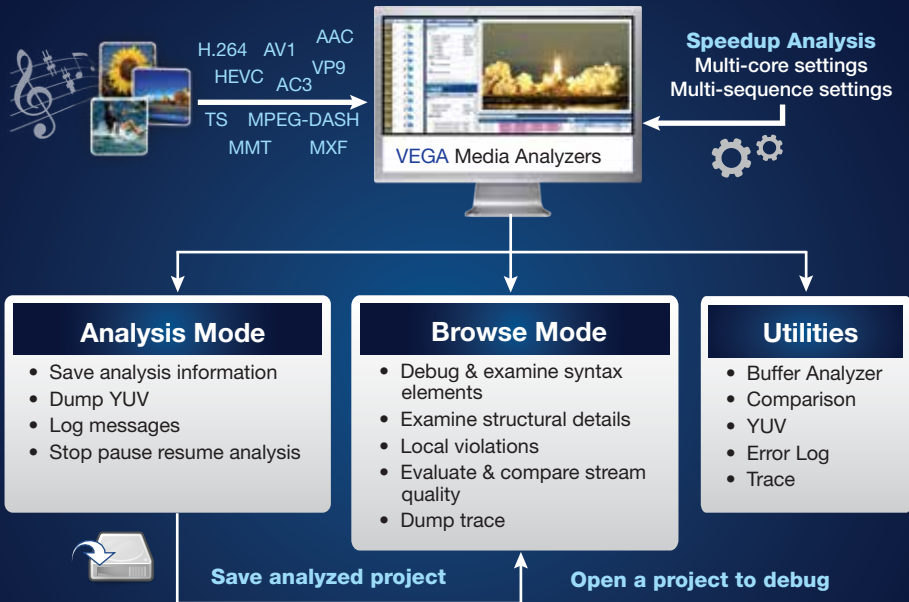 H.264 AV1 AAC
HEVC AC3 VP9
TS MPEG-DASH
MMT MXF
VEGA Media Analyzers
Speedup Analysis
Multi-core settings
Multi-sequence settings
Analysis Mode
• Save analysis information
• Dump YUV
• Log messages
• Stop pause resume analysis
Browse Mode
• Debug & examine syntax
elements
• Examine structural details
• Local violations
• Evaluate & compare stream
quality
• Dump trace
Utilities
• Buffer Analyzer
• Comparison
• YUV
• Error Log
• Trace
Save analyzed project
Open a project to debug